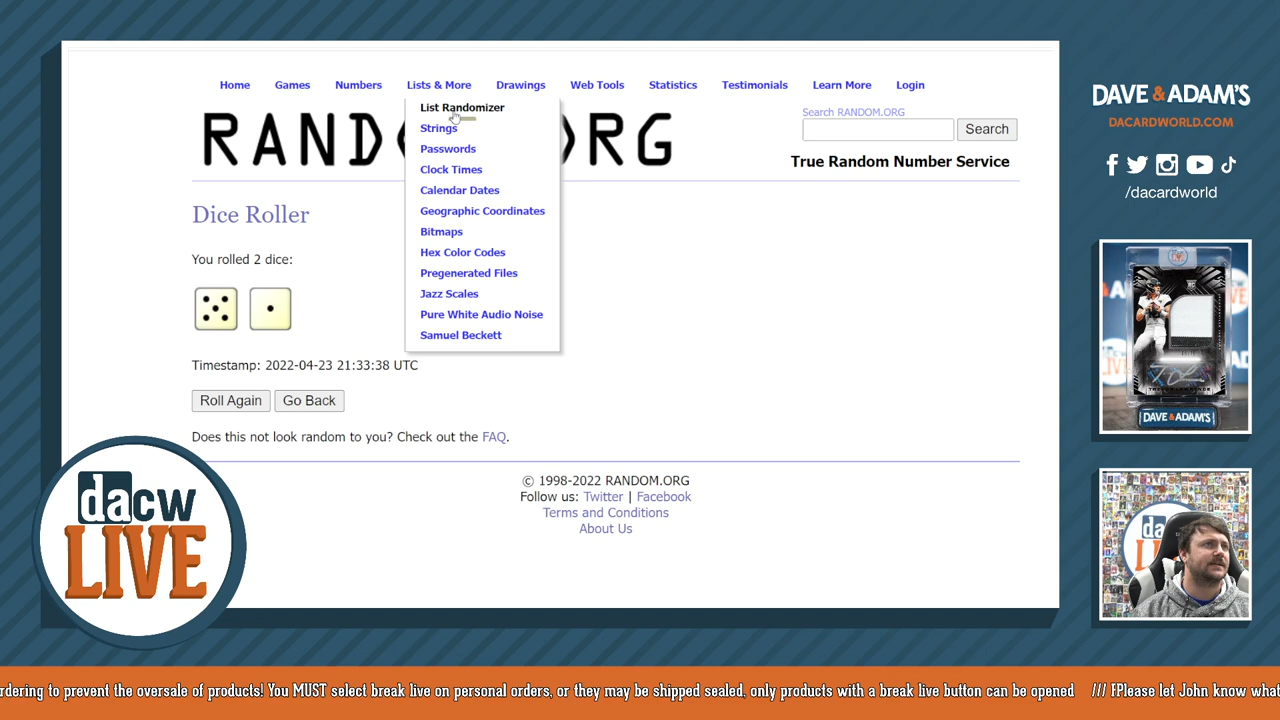 Home Games Numbers Lists & More Drawings Web Tools Statistics Testimonials Learn More Login
List Randomizer
Strings
Passwords
Clock Times
Calendar Dates
Geographic Coordinates
Bitmaps
Hex Color Codes
Pregenerated Files
Jazz Scales
Pure White Audio Noise
Samuel Beckett
RANDO
ORG
Search RANDOM.ORG
Search
True Random Number Service
Dice Roller
You rolled 2 dice:
Timestamp: 2022-04-23 21:33:38 UTC
Roll Again Go Back
Does this not look random to you? Check out the FAQ.
© 1998-2022 RANDOM.ORG
Follow us: Twitter | Facebook
Terms and Conditions
About Us
DAVE & ADAM'S
DACARDWORLD.COM
/dacardworld
DAVE & ADAM'S
dacw
LIVE
rdering to prevent the oversale of products! You MUST select break live on personal orders, or they may be shipped sealed, only products with a break live button can be opened /// FPlease let John know what